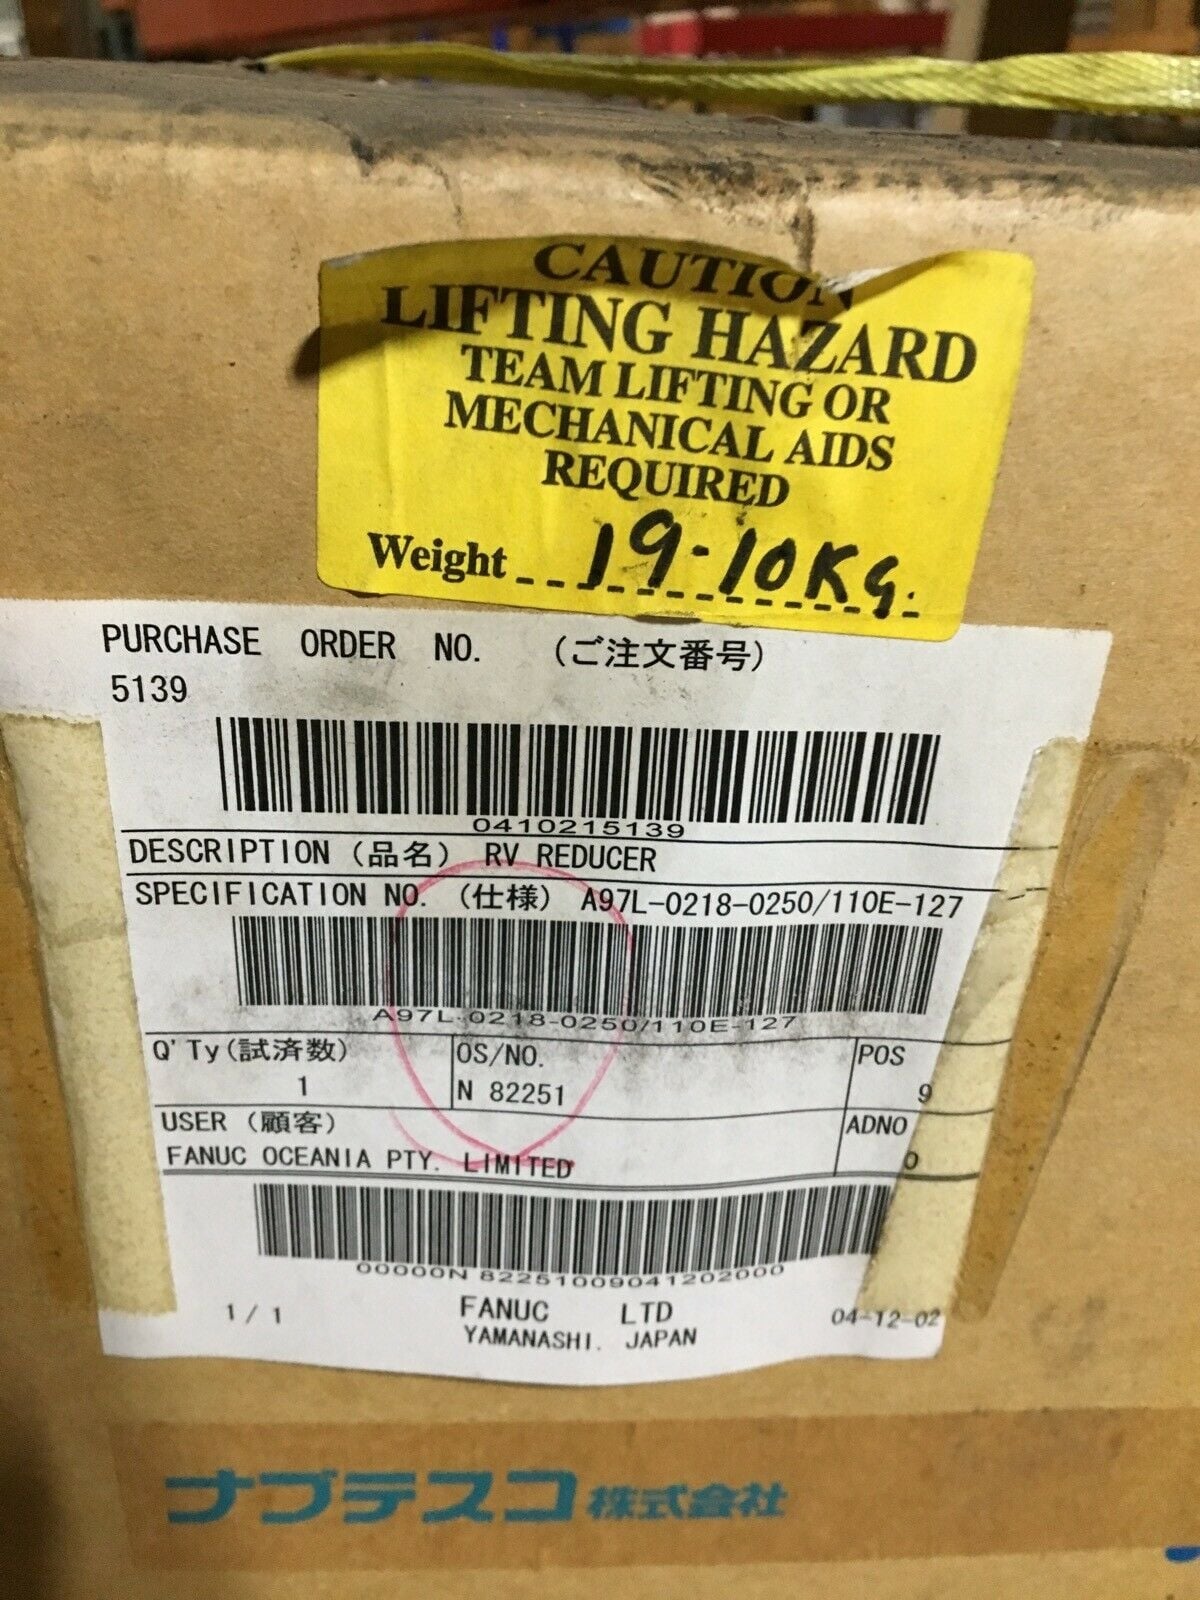 CAUTION
LIFTING HAZARD
TEAM LIFTING OR
MECHANICAL AIDS
REQUIRED
Weight 19-10KG.
PURCHASE ORDER NO. (ご注文番号)
5139
0410215139
DESCRIPTION (品名) RV REDUCER
SPECIFICATION NO. (仕様) A97L-0218-0250/110E-127
A97L-0218-0250/110E-127
Q'Ty(試済数) OS/NO. POS
1 N 82251 9
USER (顧客) ADNO
FANUC OCEANIA PTY. LIMITED 0
00000N 82251009041202000
1/1 FANUC LTD 04-12-02
YAMANASHI. JAPAN
ナブテスコ株式会社